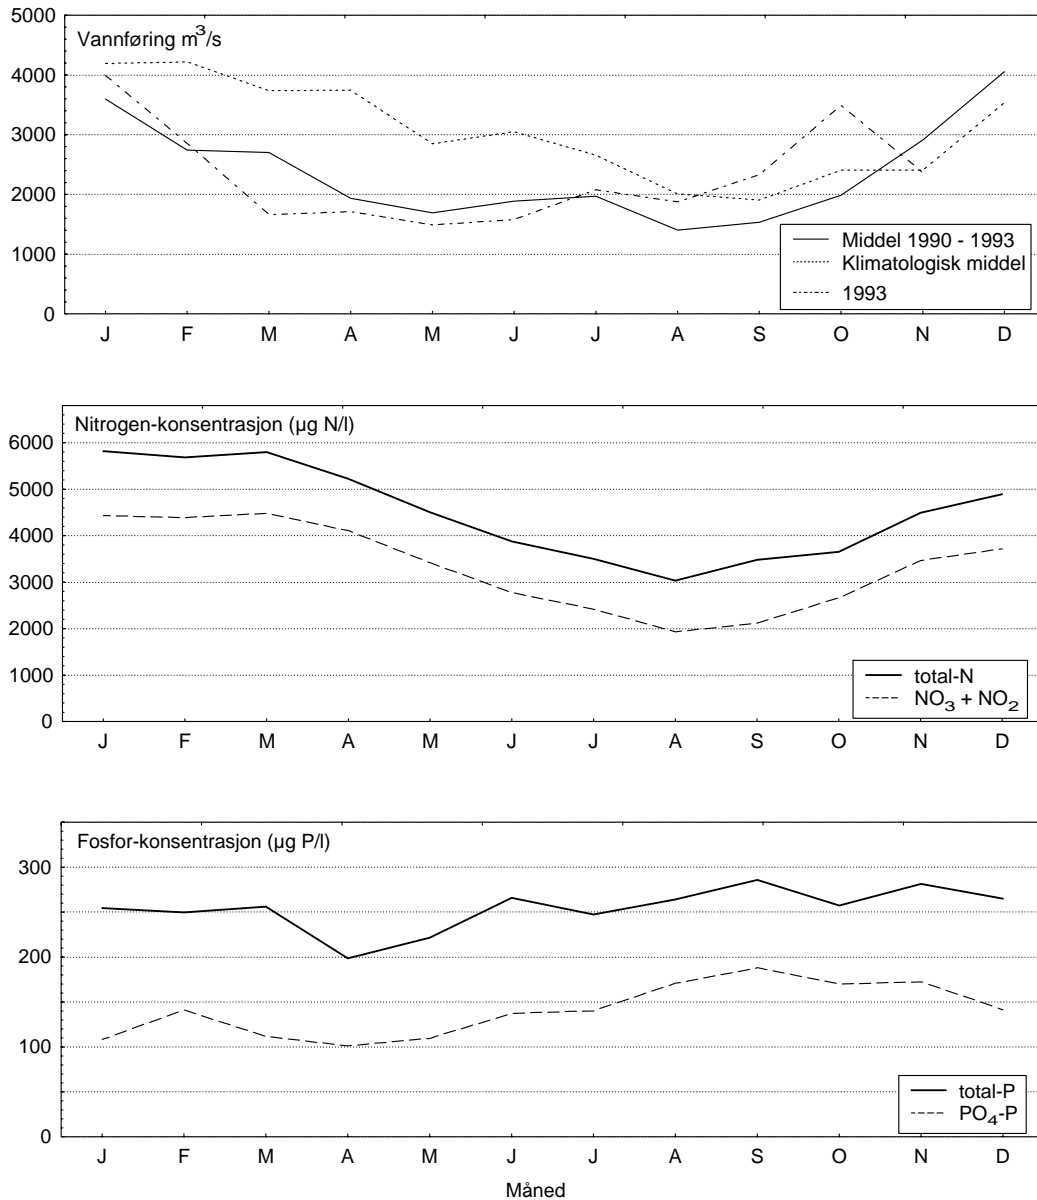 5000
Vannføring m³/s
4000
3000
2000
Middel 1990 - 1993
Klimatologisk middel
1000
1993
0
J F M A M J J A S O N D
Nitrogen-konsentrasjon (µg N/l)
6000
5000
4000
3000
2000
1000
total-N
NO₃ + NO₂
0
J F M A M J J A S O N D
Fosfor-konsentrasjon (µg P/l)
300
200
100
total-P
PO₄-P
0
J F M A M J J A S O N D
Måned